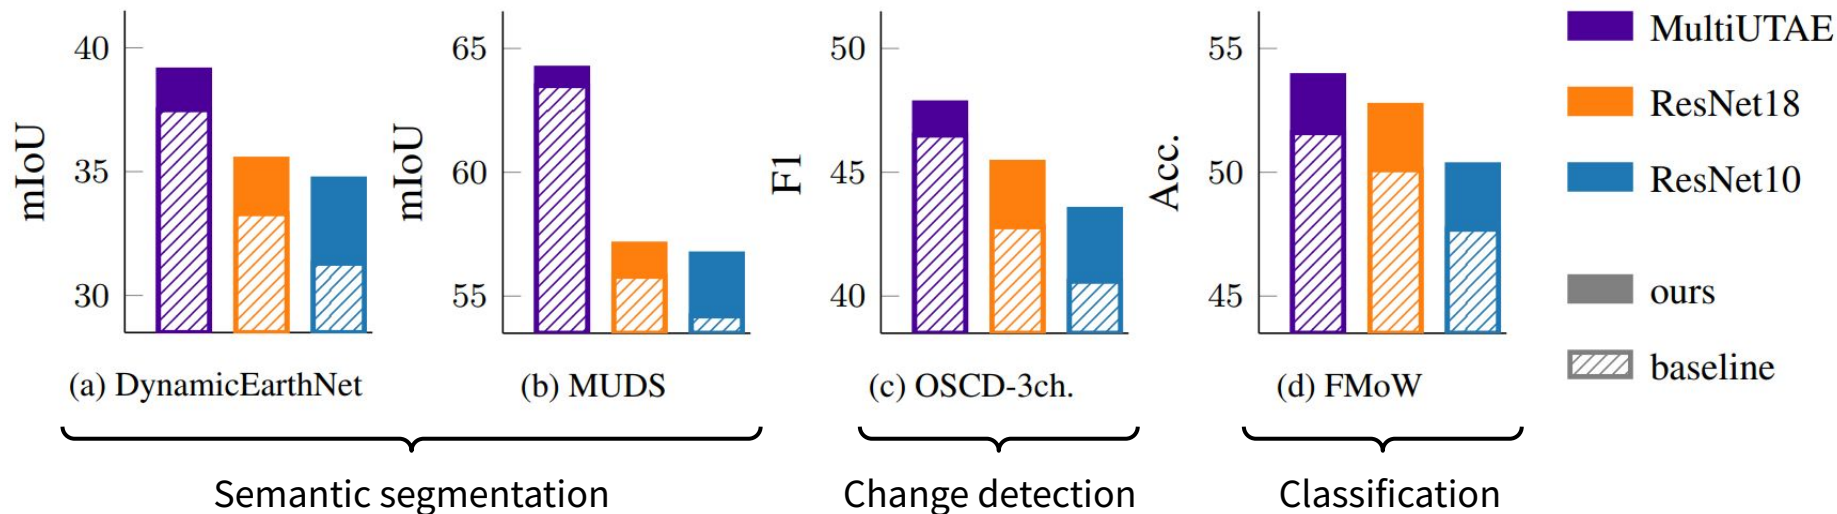 mIoU
40
35
30
(a) DynamicEarthNet
mIoU
65
60
55
(b) MUDS
F1
50
45
40
(c) OSCD-3ch.
Acc.
55
50
45
(d) FMoW
MultiUTAE
ResNet18
ResNet10
ours
baseline
Semantic segmentation
Change detection
Classification